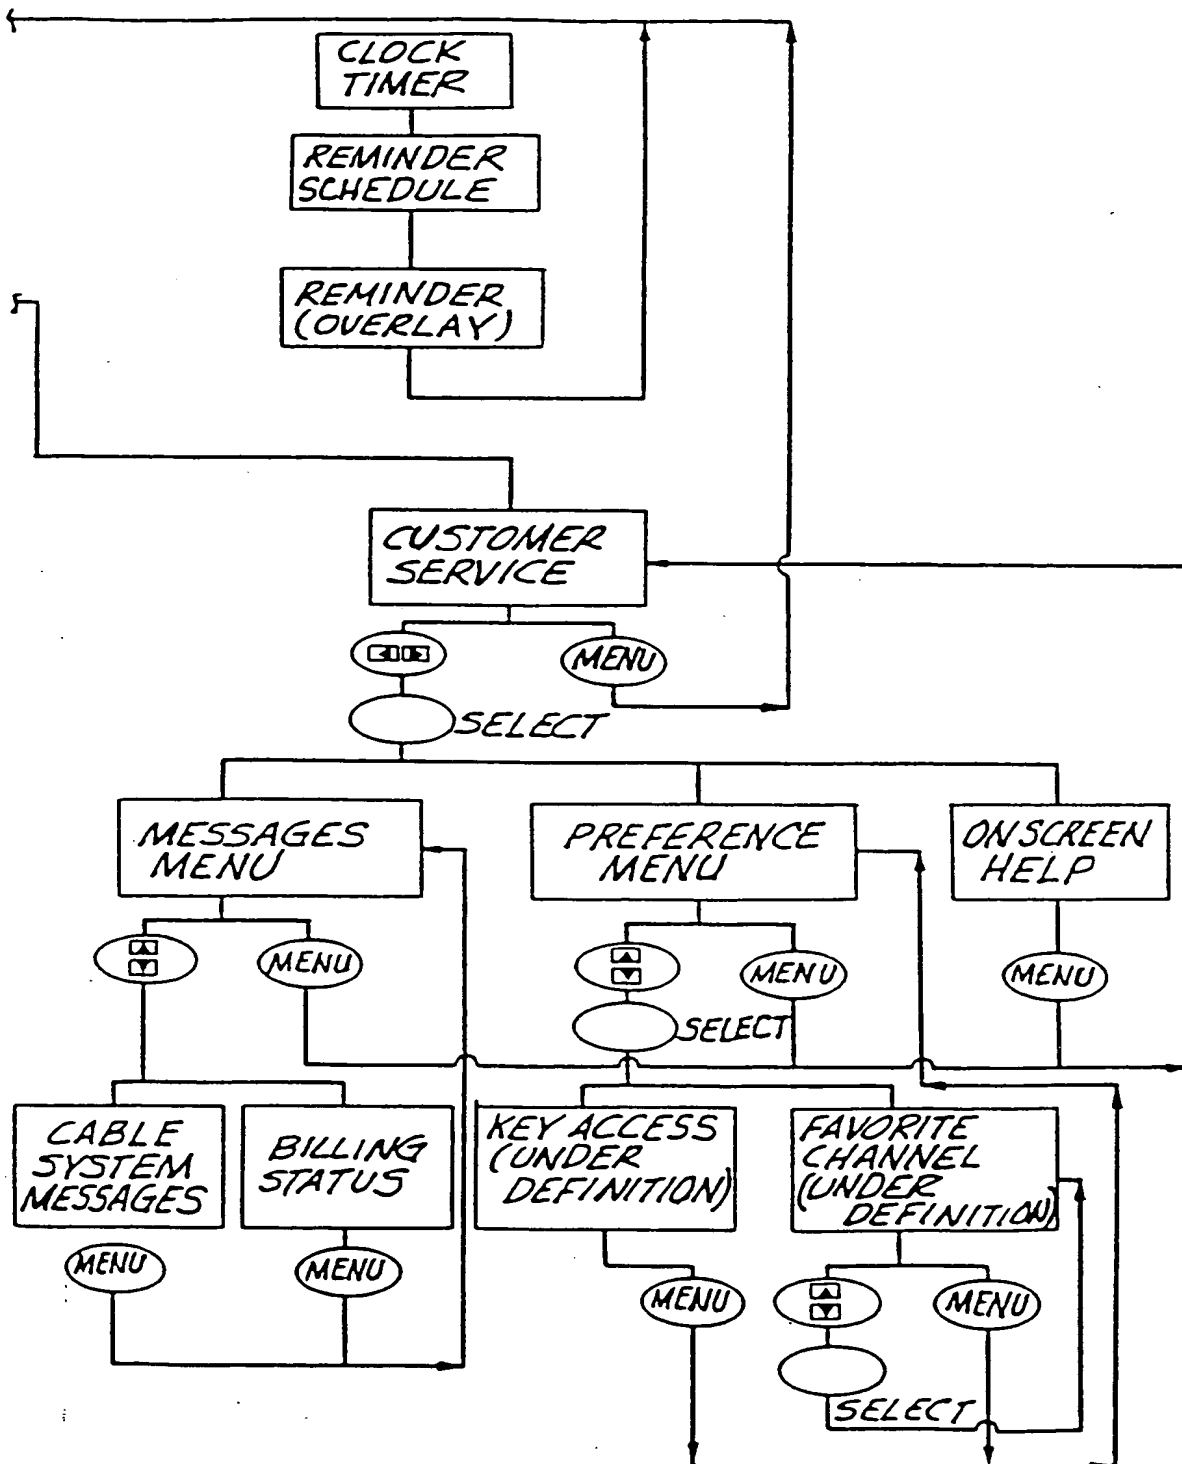 CLOCK
TIMER
REMINDER
SCHEDULE
REMINDER
(OVERLAY)
CUSTOMER
SERVICE
MENU
SELECT
MESSAGES
MENU
PREFERENCE
MENU
ON SCREEN
HELP
MENU
MENU
MENU
SELECT
CABLE
SYSTEM
MESSAGES
BILLING
STATUS
KEY ACCESS
(UNDER
DEFINITION)
FAVORITE
CHANNEL
(UNDER
DEFINITION)
MENU
MENU
MENU
MENU
SELECT